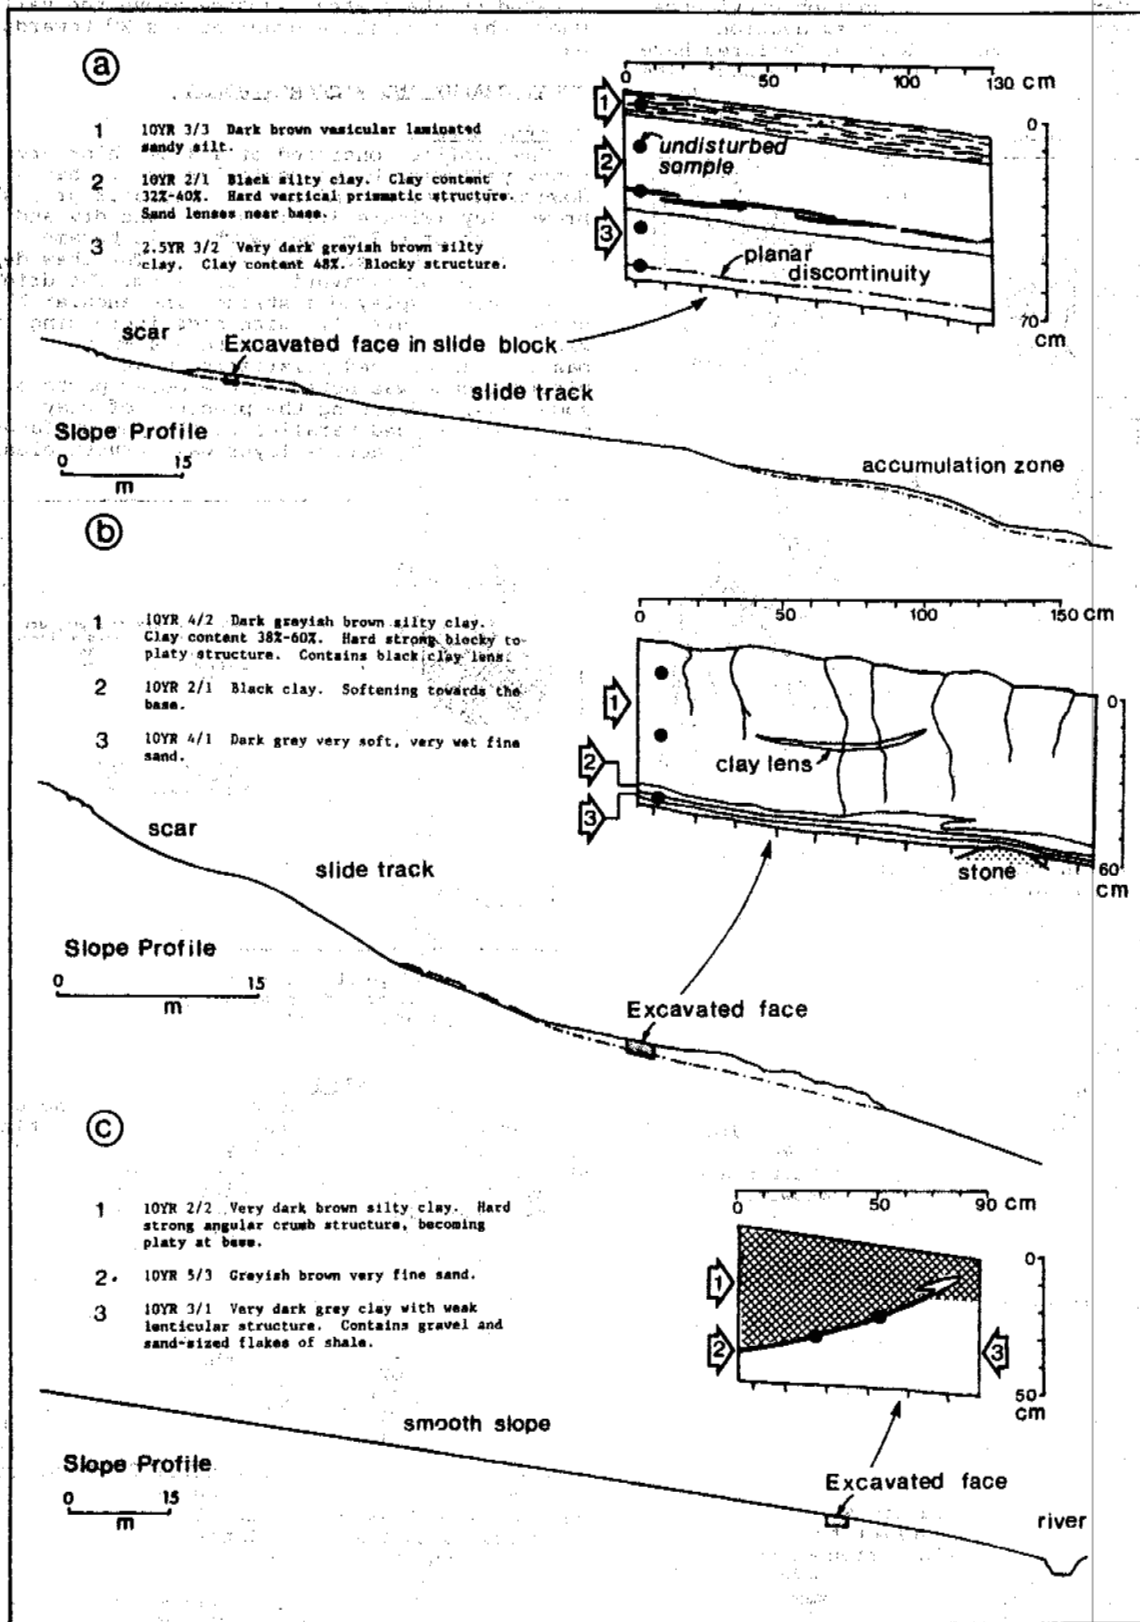 a
0 50 100 130 cm
1 10YR 3/3 Dark brown vesicular laminated
sandy silt.
2 10YR 2/1 Black silty clay. Clay content
32%-40%. Hard vertical prismatic structure.
Sand lenses near base.
3 2.5YR 3/2 Very dark greyish brown silty
clay. Clay content 48%. Blocky structure.
1
2
3
undisturbed
sample
planar
discontinuity
0
70
cm
scar
Excavated face in slide block
slide track
Slope Profile
0 15
m
accumulation zone
b
0 50 100 150 cm
1 10YR 4/2 Dark greyish brown silty clay.
Clay content 38%-60%. Hard strong blocky to
platy structure. Contains black clay lens.
2 10YR 2/1 Black clay. Softening towards the
base.
3 10YR 4/1 Dark grey very soft, very wet fine
sand.
1
2
3
clay lens
stone
0
60
cm
scar
slide track
Slope Profile
0 15
m
Excavated face
c
0 50 90 cm
1 10YR 2/2 Very dark brown silty clay. Hard
strong angular crumb structure, becoming
platy at base.
2. 10YR 5/3 Greyish brown very fine sand.
3 10YR 3/1 Very dark grey clay with weak
lenticular structure. Contains gravel and
sand-sized flakes of shale.
1
2
3
0
50
cm
smooth slope
Slope Profile
0 15
m
Excavated face
river